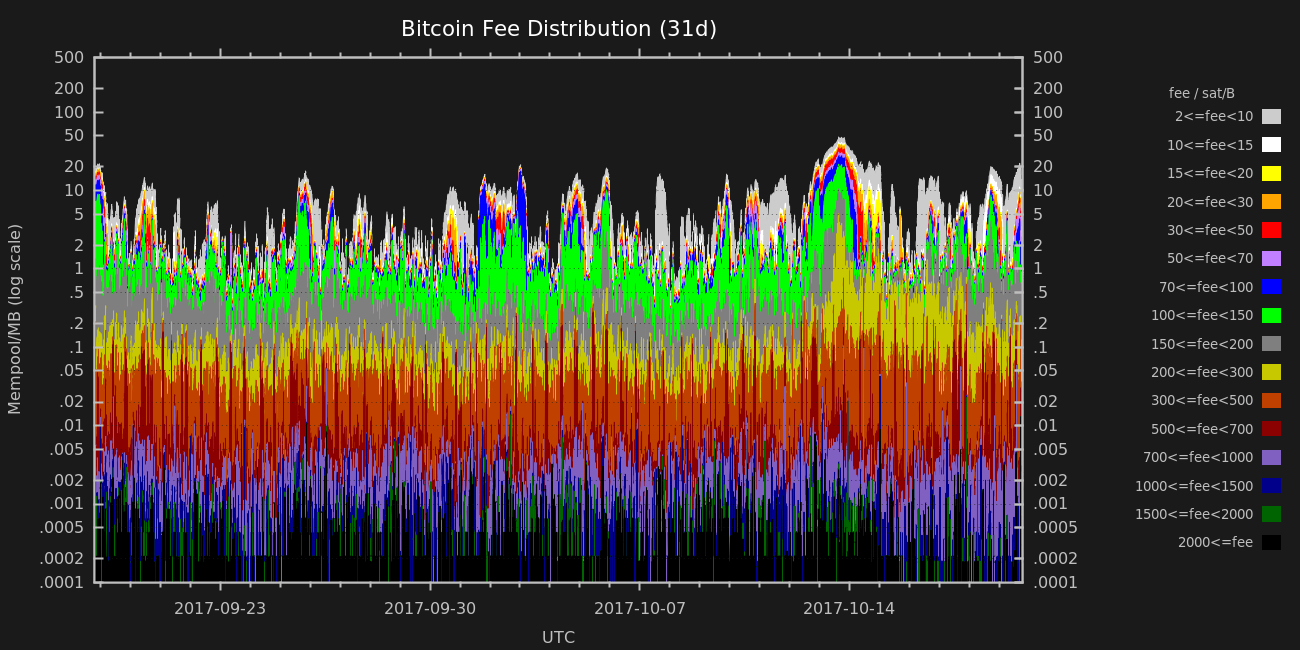 Bitcoin Fee Distribution (31d)
Mempool/MB (log scale)
500
200
100
50
20
10
5
2
1
.5
.2
.1
.05
.02
.01
.005
.002
.001
.0005
.0002
.0001
500
200
100
50
20
10
5
2
1
.5
.2
.1
.05
.02
.01
.005
.002
.001
.0005
.0002
.0001
fee / sat/B
2<=fee<10
10<=fee<15
15<=fee<20
20<=fee<30
30<=fee<50
50<=fee<70
70<=fee<100
100<=fee<150
150<=fee<200
200<=fee<300
300<=fee<500
500<=fee<700
700<=fee<1000
1000<=fee<1500
1500<=fee<2000
2000<=fee
2017-09-23 2017-09-30 2017-10-07 2017-10-14
UTC